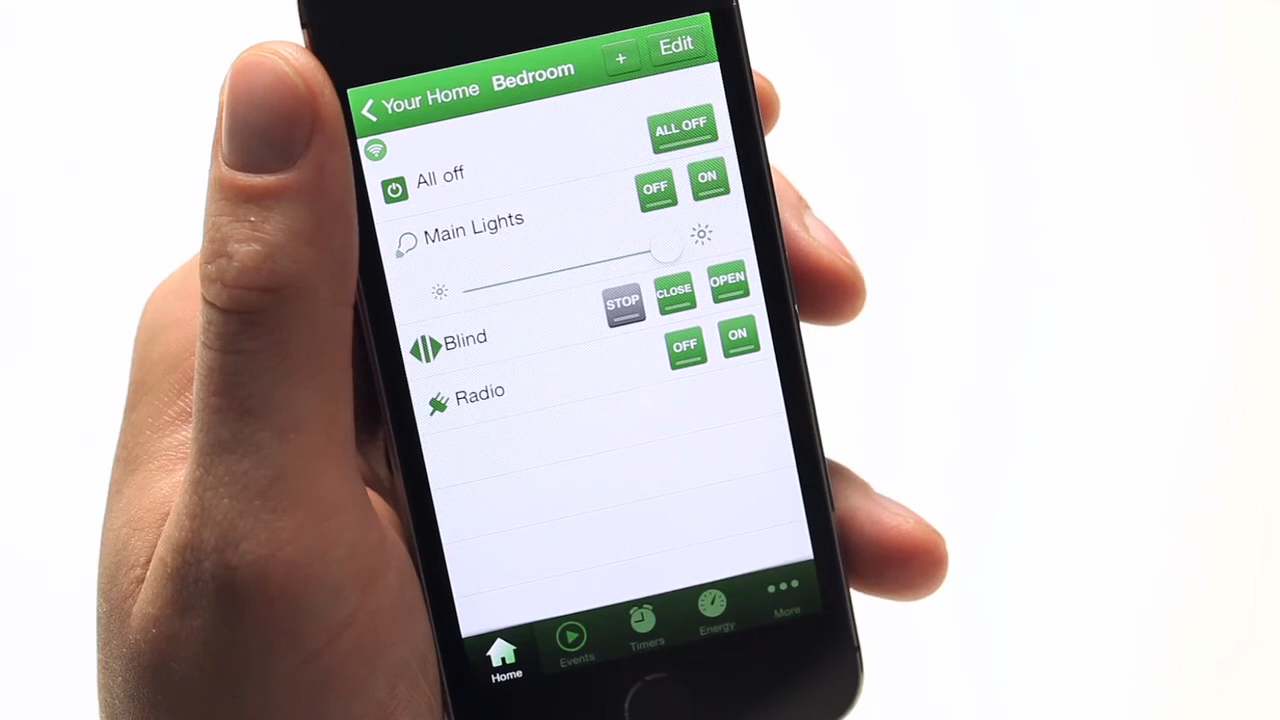 Your Home Bedroom + Edit
All off ALL OFF
Main Lights OFF ON
Blind STOP CLOSE OPEN
Radio OFF ON
Home Events Timers Energy More